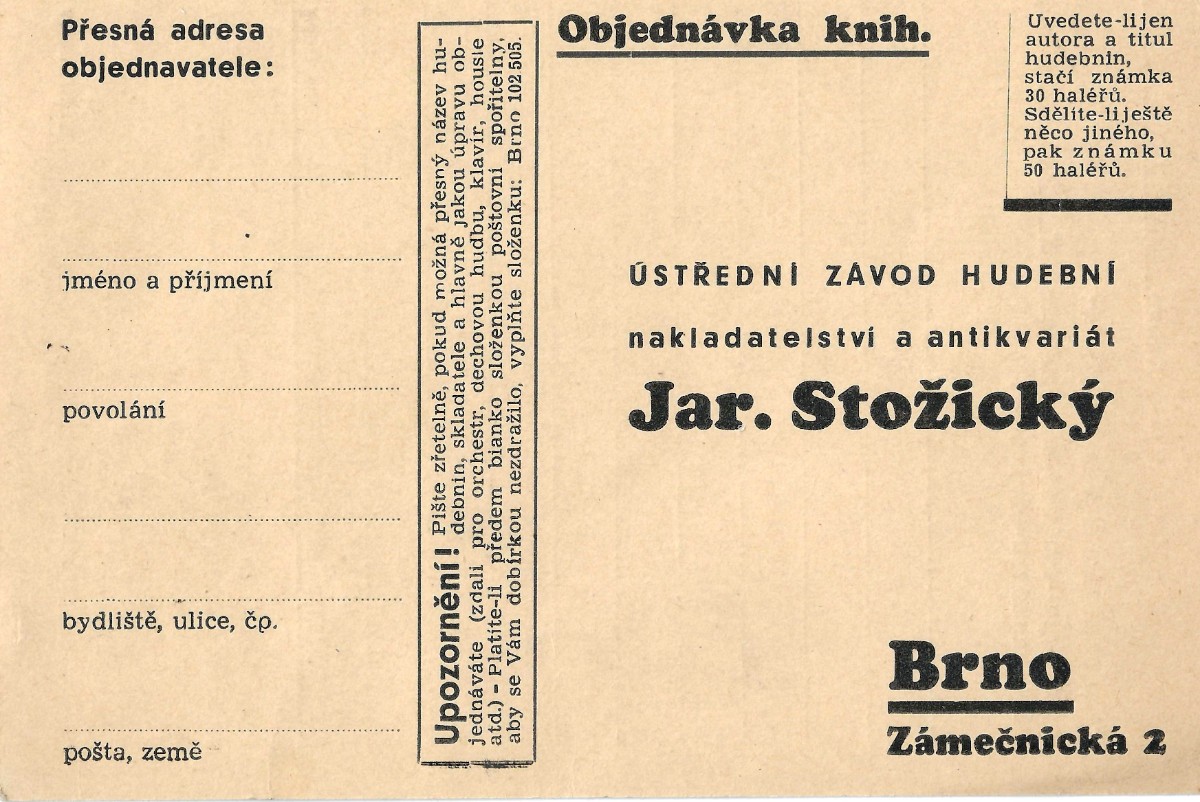 Přesná adresa
objednavatele:
jméno a příjmení
povolání
bydliště, ulice, čp.
pošta, země
Upozornění! Pište zřetelně, pokud možná přesný název hu-
debnin, skladatele a hlavně jakou úpravu ob-
jednáváte (zdali pro orchestr, dechovou hudbu, klavír, housle
atd.) - Platíte-li předem bianko složenkou poštovní spořitelny,
aby se Vám dobírkou nezdražilo, vyplňte složenku: Brno 102 505.
Objednávka knih.
Uvedete-li jen
autora a titul
hudebnin,
stačí známka
30 haléřů.
Sdělíte-li ještě
něco jiného,
pak známku
50 haléřů.
ÚSTŘEDNÍ ZÁVOD HUDEBNÍ
nakladatelství a antikvariát
Jar. Stožický
Brno
Zámečnická 2